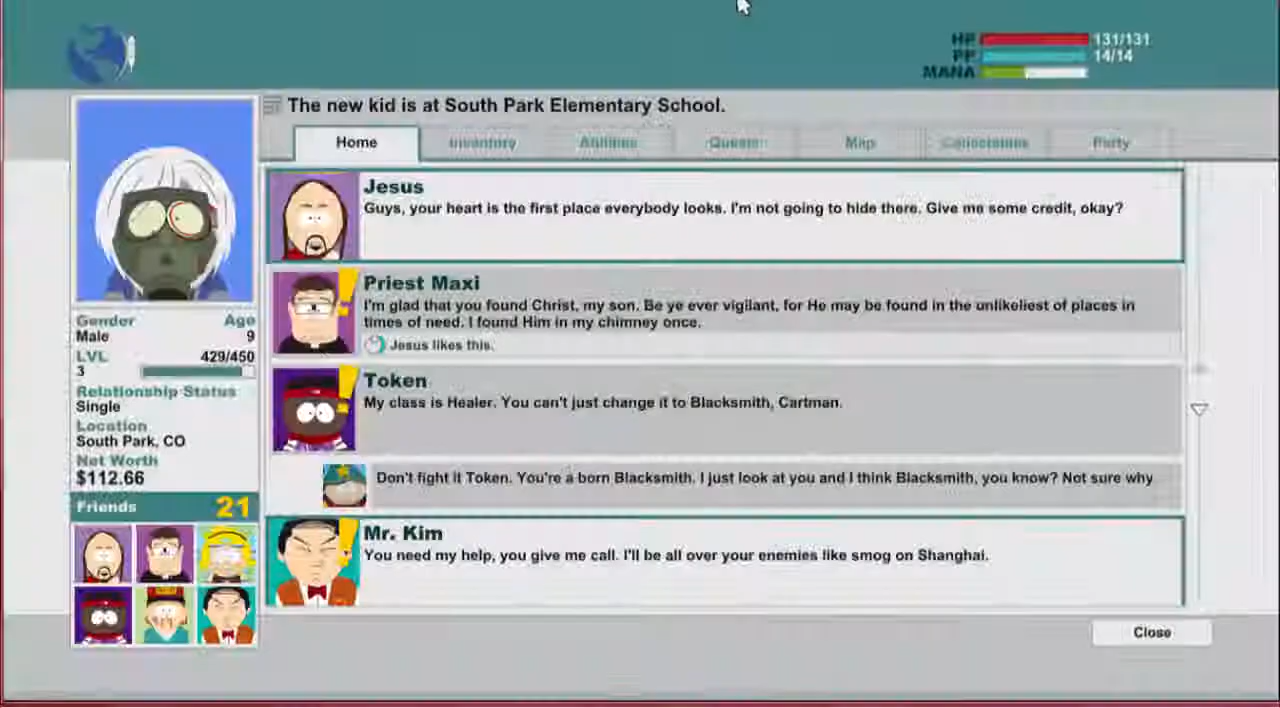 HP 131/131
PP 14/14
MANA
The new kid is at South Park Elementary School.
Home Inventory Abilities Quests Map Collectables Party
Jesus
Guys, your heart is the first place everybody looks. I'm not going to hide there. Give me some credit, okay?
Priest Maxi
I'm glad that you found Christ, my son. Be ye ever vigilant, for He may be found in the unlikeliest of places in
times of need. I found Him in my chimney once.
Jesus likes this.
Token
My class is Healer. You can't just change it to Blacksmith, Cartman.
Don't fight it Token. You're a born Blacksmith. I just look at you and I think Blacksmith, you know? Not sure why
Mr. Kim
You need my help, you give me call. I'll be all over your enemies like smog on Shanghai.
Gender Age
Male 9
LVL 429/450
3
Relationship Status
Single
Location
South Park, CO
Net Worth
$112.66
Friends 21
Close